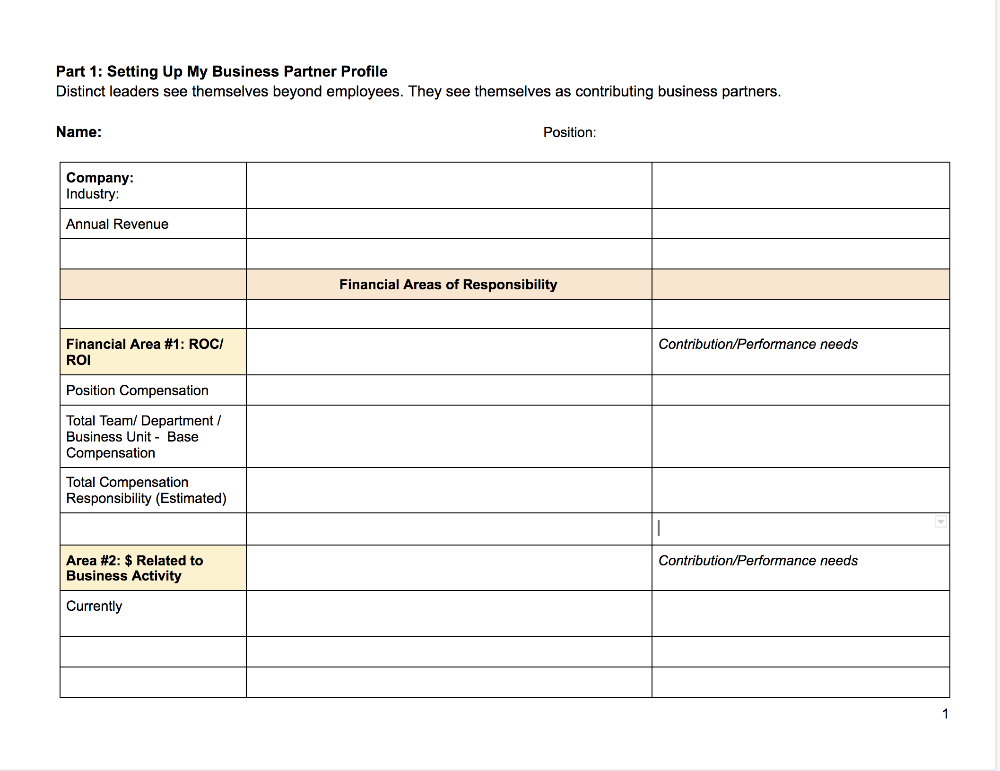 Part 1: Setting Up My Business Partner Profile
Distinct leaders see themselves beyond employees. They see themselves as contributing business partners.
Name: Position:
Company:
Industry:
Annual Revenue
Financial Areas of Responsibility
Financial Area #1: ROC/
ROI
Contribution/Performance needs
Position Compensation
Total Team/ Department /
Business Unit -  Base
Compensation
Total Compensation
Responsibility (Estimated)
Area #2: $ Related to
Business Activity
Contribution/Performance needs
Currently
1